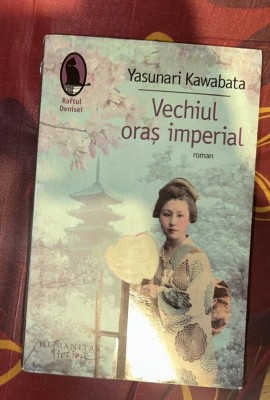 Raftul
Denisei
Yasunari Kawabata
Vechiul
oraș imperial
roman
HUMANITAS
fiction